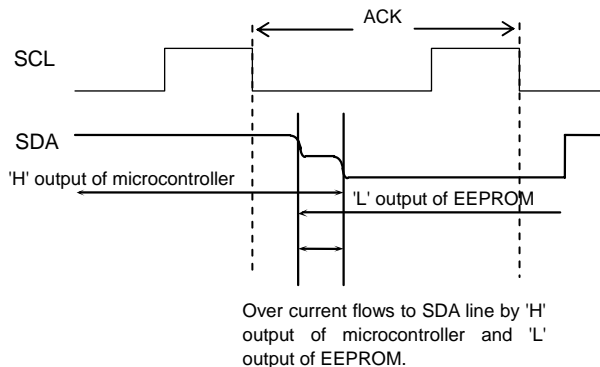 ACK
SCL
SDA
'H' output of microcontroller
'L' output of EEPROM
Over current flows to SDA line by 'H'
output of microcontroller and 'L'
output of EEPROM.